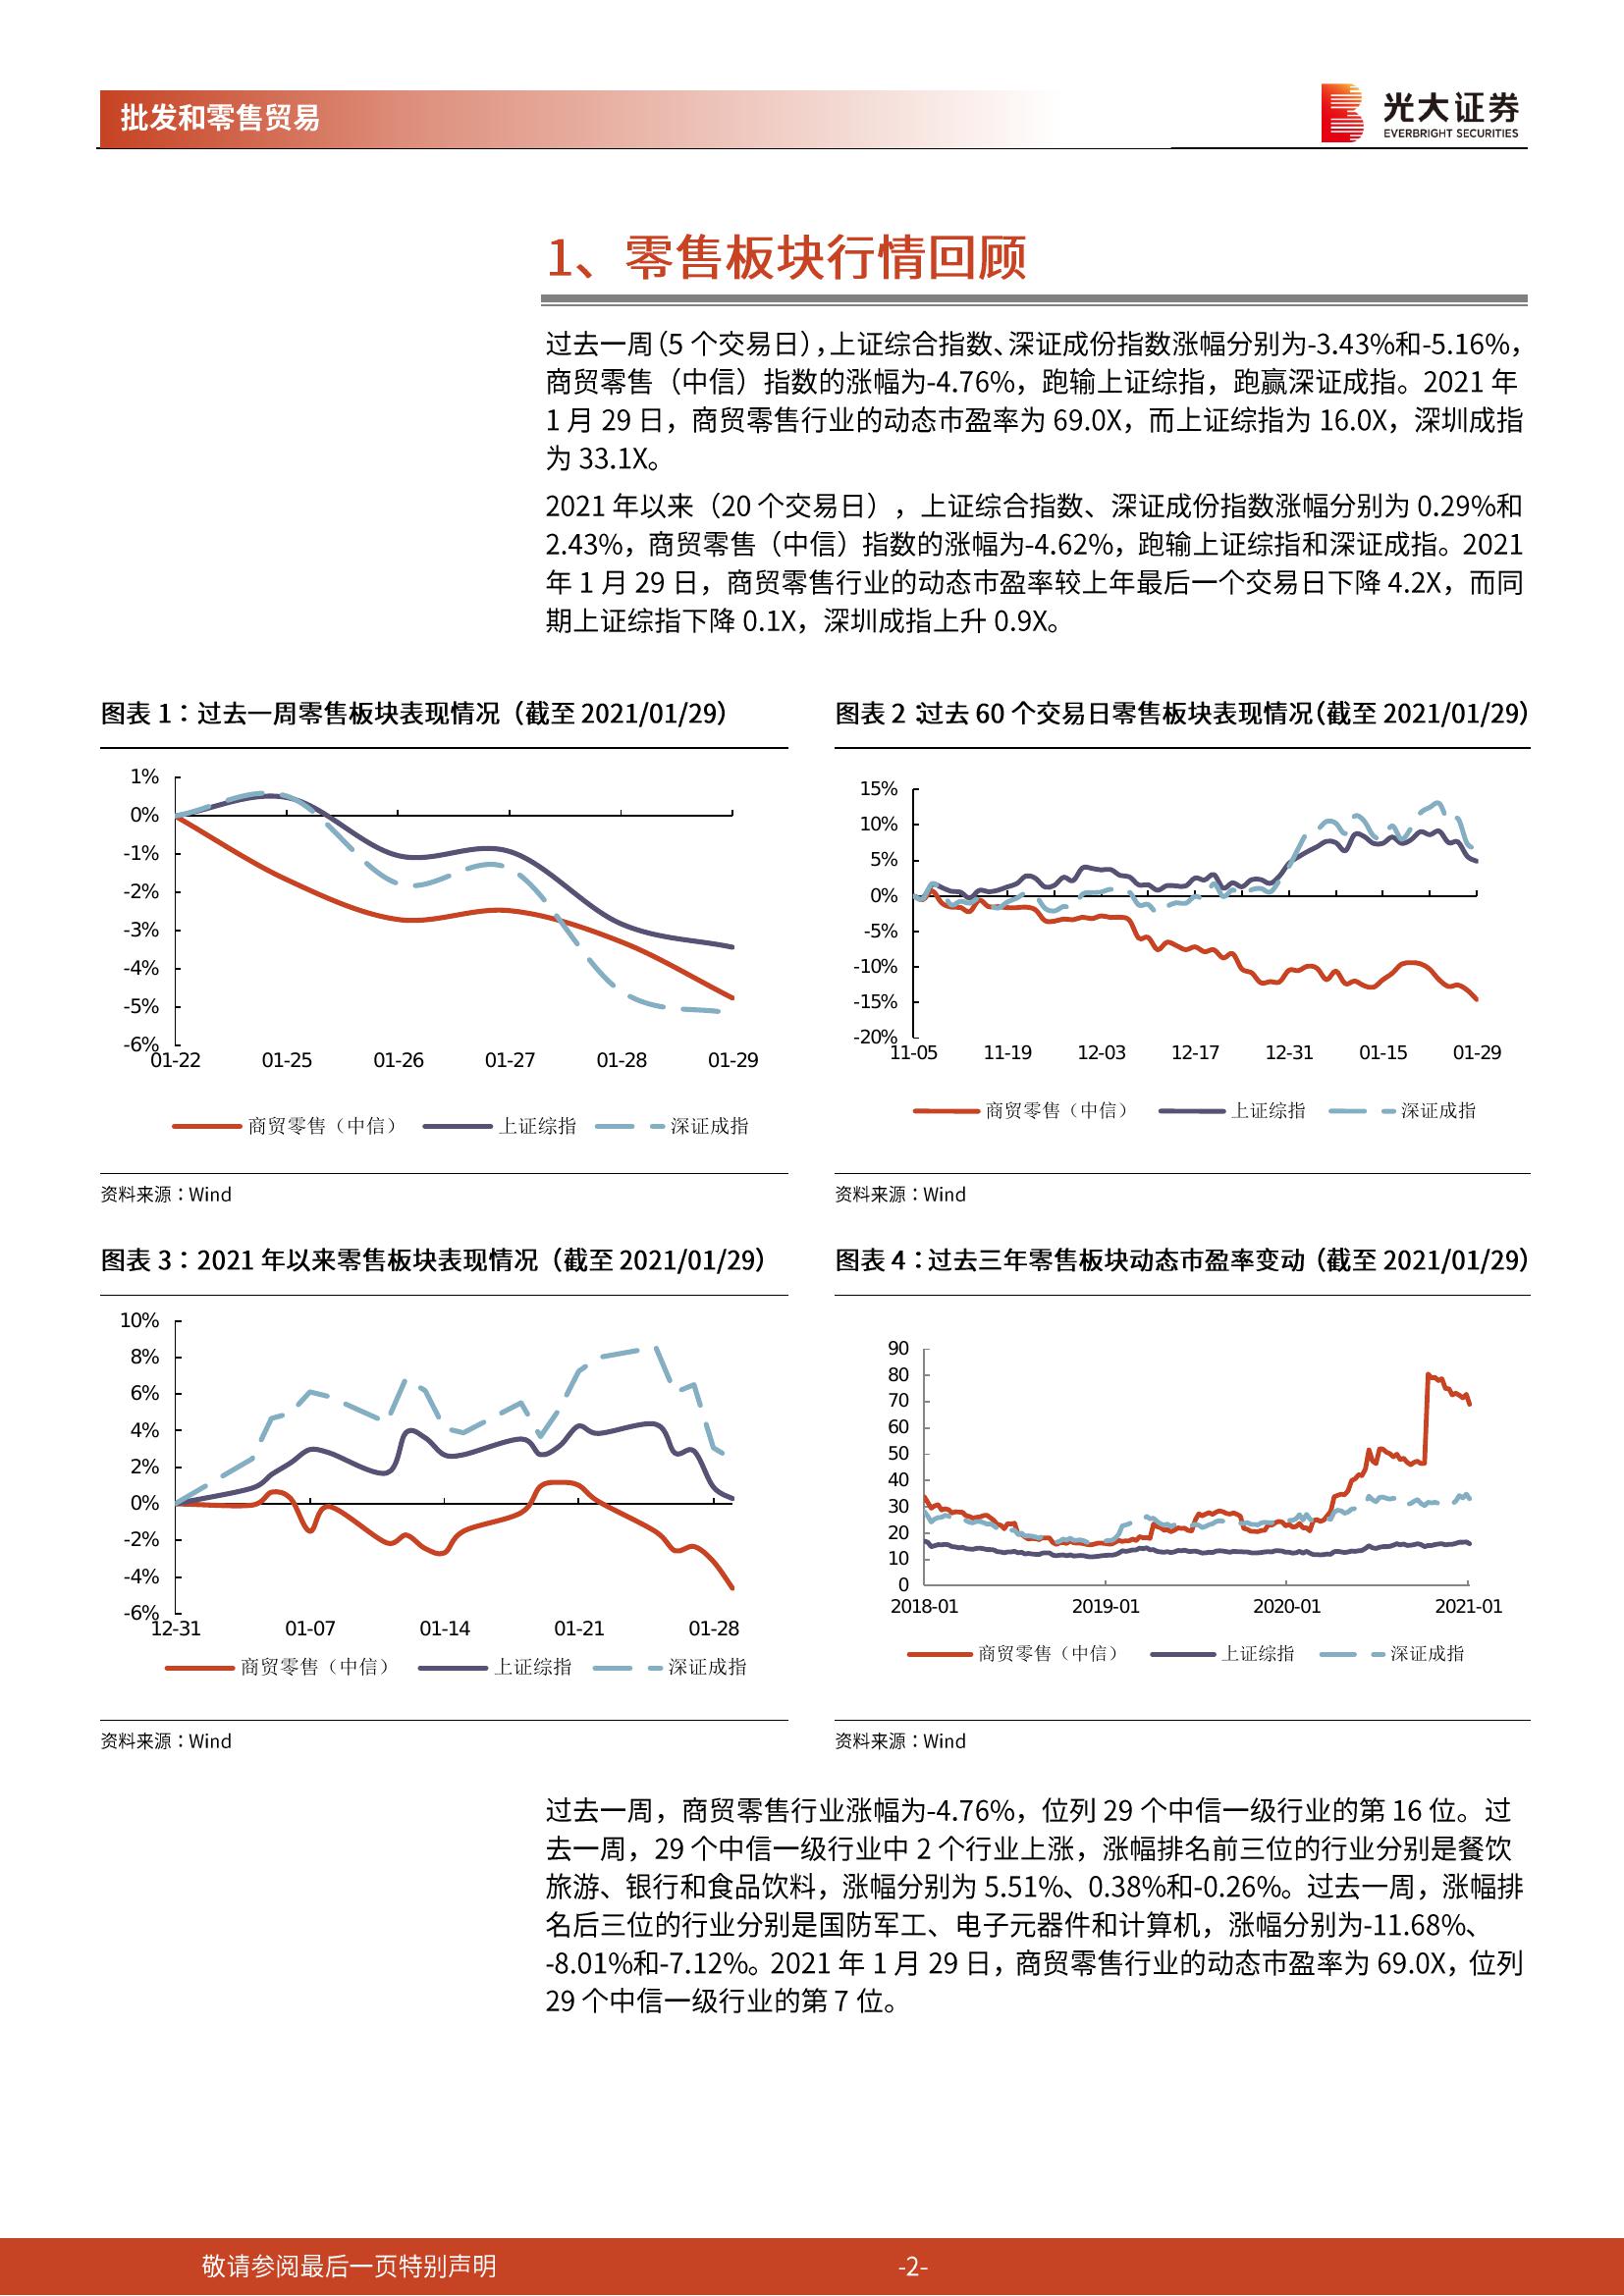 批发和零售贸易
光大证券
EVERBRIGHT SECURITIES
1、零售板块行情回顾
过去一周（5 个交易日），上证综合指数、深证成份指数涨幅分别为-3.43%和-5.16%，
商贸零售（中信）指数的涨幅为-4.76%，跑输上证综指，跑赢深证成指。2021 年
1 月 29 日，商贸零售行业的动态市盈率为 69.0X，而上证综指为 16.0X，深圳成指
为 33.1X。
2021 年以来（20 个交易日），上证综合指数、深证成份指数涨幅分别为 0.29%和
2.43%，商贸零售（中信）指数的涨幅为-4.62%，跑输上证综指和深证成指。2021
年 1 月 29 日，商贸零售行业的动态市盈率较上年最后一个交易日下降 4.2X，而同
期上证综指下降 0.1X，深圳成指上升 0.9X。
图表 1：过去一周零售板块表现情况（截至 2021/01/29）
1%
0%
-1%
-2%
-3%
-4%
-5%
-6%
01-22 01-25 01-26 01-27 01-28 01-29
商贸零售（中信） 上证综指 深证成指
资料来源：Wind
图表 2：过去 60 个交易日零售板块表现情况（截至 2021/01/29）
15%
10%
5%
0%
-5%
-10%
-15%
-20%
11-05 11-19 12-03 12-17 12-31 01-15 01-29
商贸零售（中信） 上证综指 深证成指
资料来源：Wind
图表 3：2021 年以来零售板块表现情况（截至 2021/01/29）
10%
8%
6%
4%
2%
0%
-2%
-4%
-6%
12-31 01-07 01-14 01-21 01-28
商贸零售（中信） 上证综指 深证成指
资料来源：Wind
图表 4：过去三年零售板块动态市盈率变动（截至 2021/01/29）
90
80
70
60
50
40
30
20
10
0
2018-01 2019-01 2020-01 2021-01
商贸零售（中信） 上证综指 深证成指
资料来源：Wind
过去一周，商贸零售行业涨幅为-4.76%，位列 29 个中信一级行业的第 16 位。过
去一周，29 个中信一级行业中 2 个行业上涨，涨幅排名前三位的行业分别是餐饮
旅游、银行和食品饮料，涨幅分别为 5.51%、0.38%和-0.26%。过去一周，涨幅排
名后三位的行业分别是国防军工、电子元器件和计算机，涨幅分别为-11.68%、
-8.01%和-7.12%。2021 年 1 月 29 日，商贸零售行业的动态市盈率为 69.0X，位列
29 个中信一级行业的第 7 位。
敬请参阅最后一页特别声明
-2-